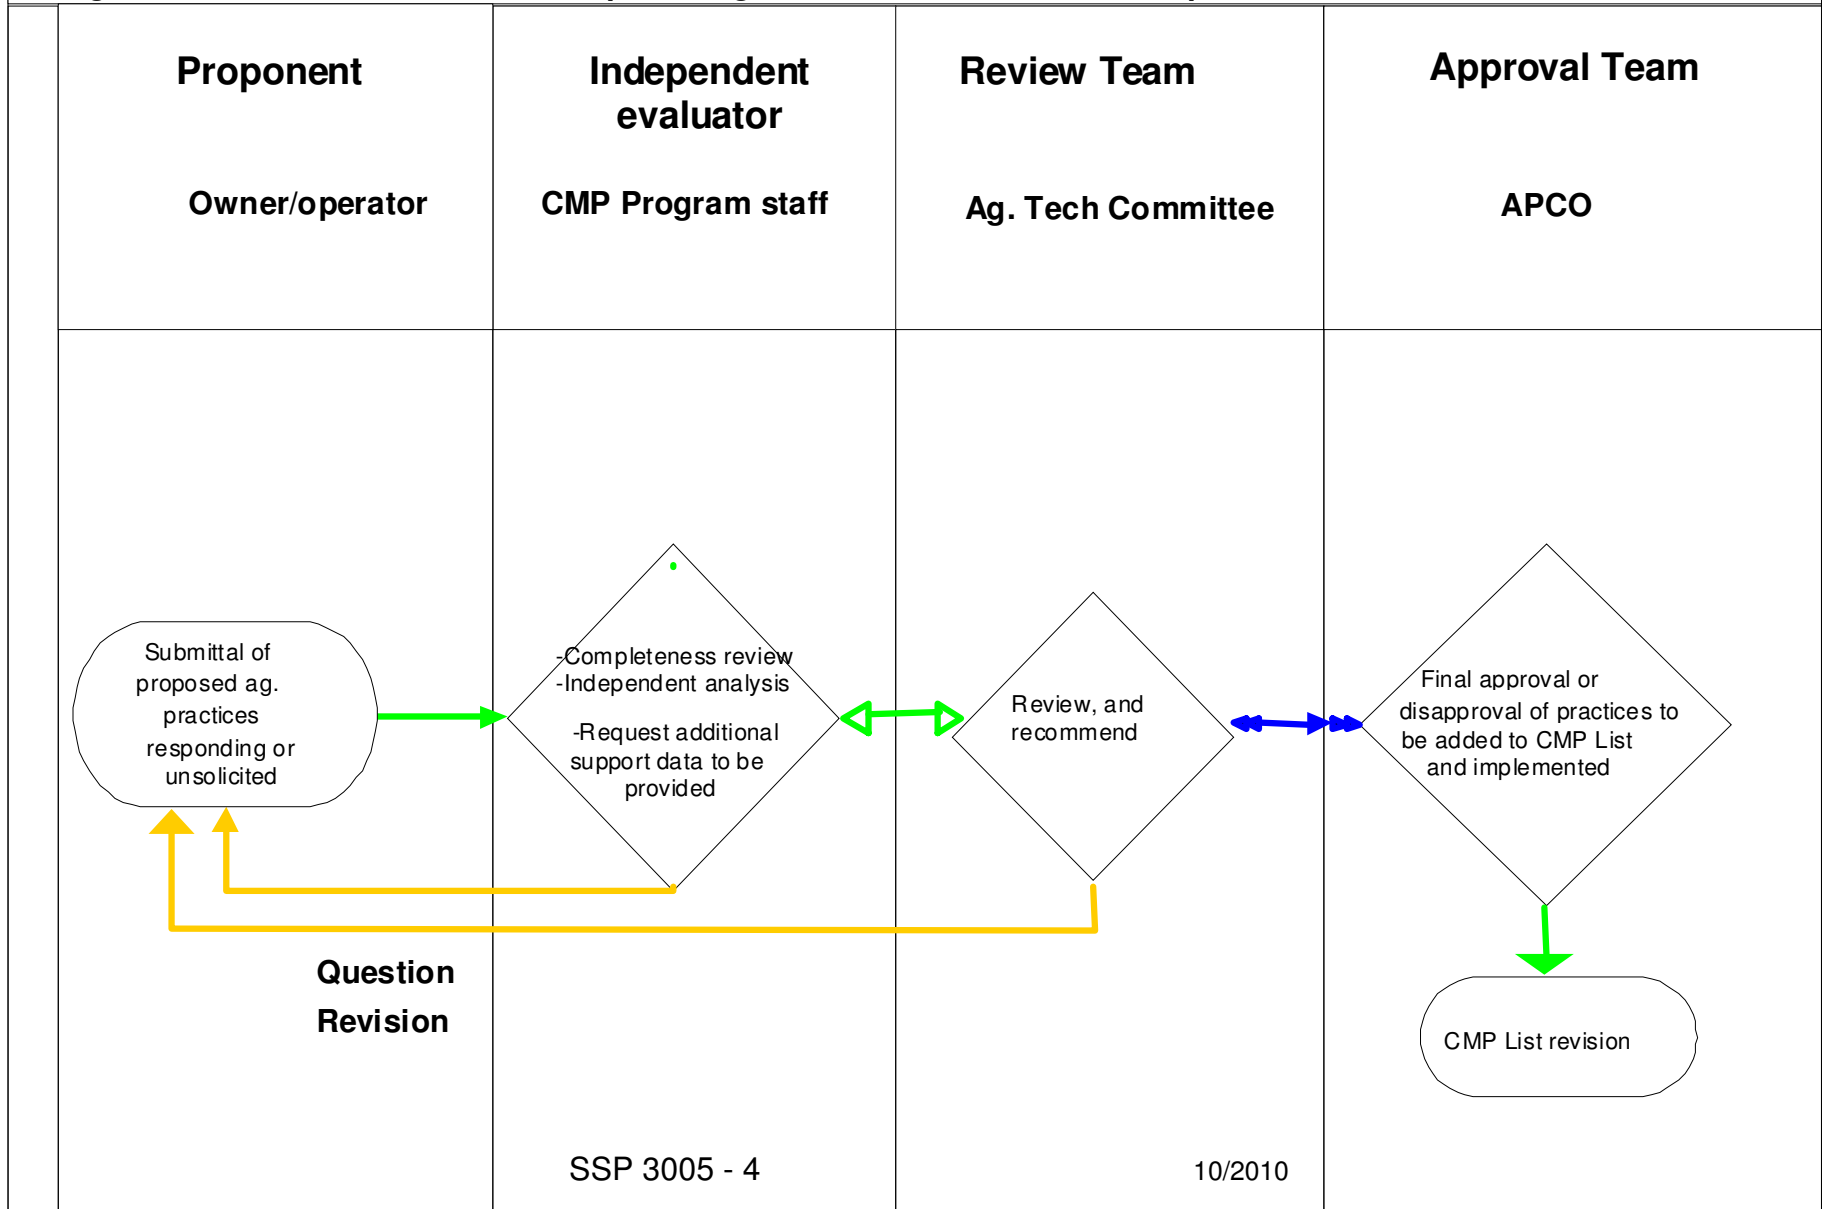 Proponent
Independent
evaluator
Review Team
Approval Team
Owner/operator
CMP Program staff
Ag. Tech Committee
APCO
Submittal of
proposed ag.
practices
responding or
unsolicited
-Completeness review
-Independent analysis
-Request additional
support data to be
provided
Review, and
recommend
Final approval or
disapproval of practices to
be added to CMP List
and implemented
Question
Revision
CMP List revision
SSP 3005 - 4
10/2010